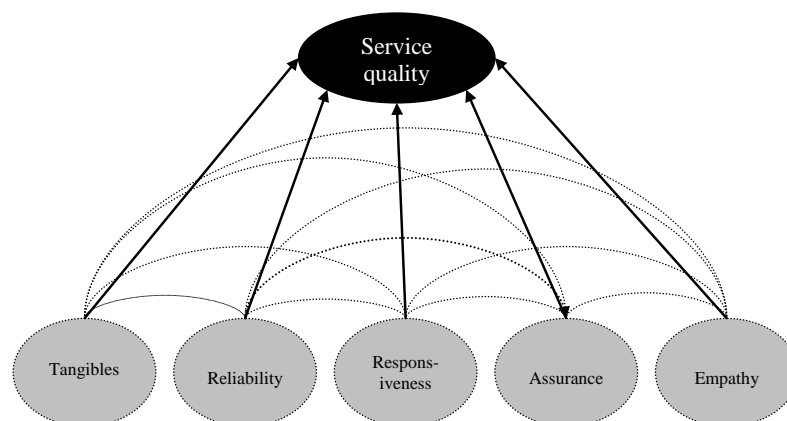 Service
quality
Tangibles
Reliability
Respons-
iveness
Assurance
Empathy